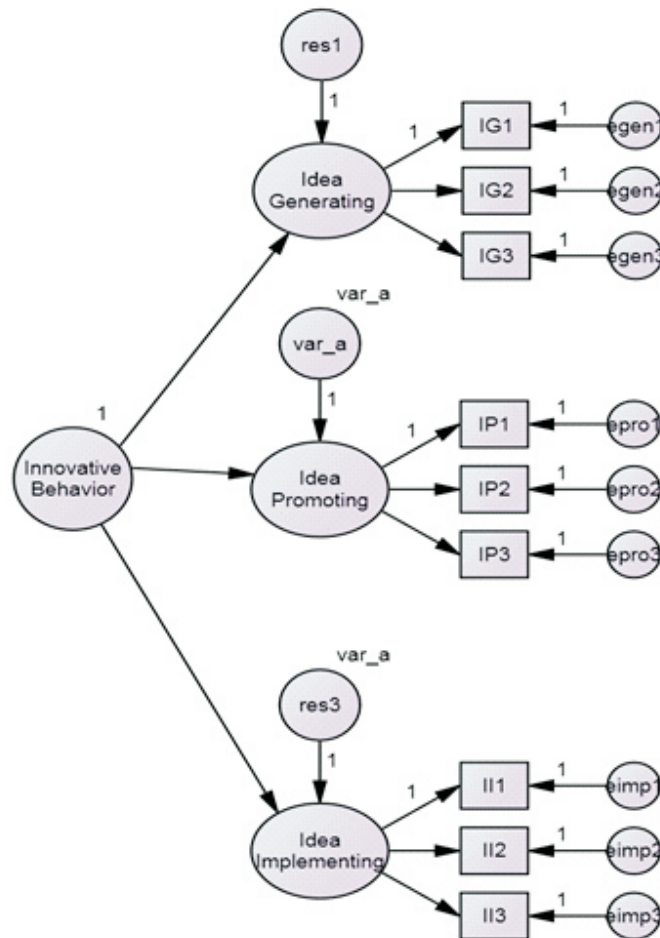 res1
1
1
IG1
1
egen1
Idea
Generating
IG2
1
egen2
IG3
1
egen3
var_a
var_a
1
1
IP1
1
epro1
1
Innovative
Behavior
Idea
Promoting
IP2
1
epro2
IP3
1
epro3
var_a
res3
1
1
II1
1
eimp1
Idea
Implementing
II2
1
eimp2
II3
1
eimp3